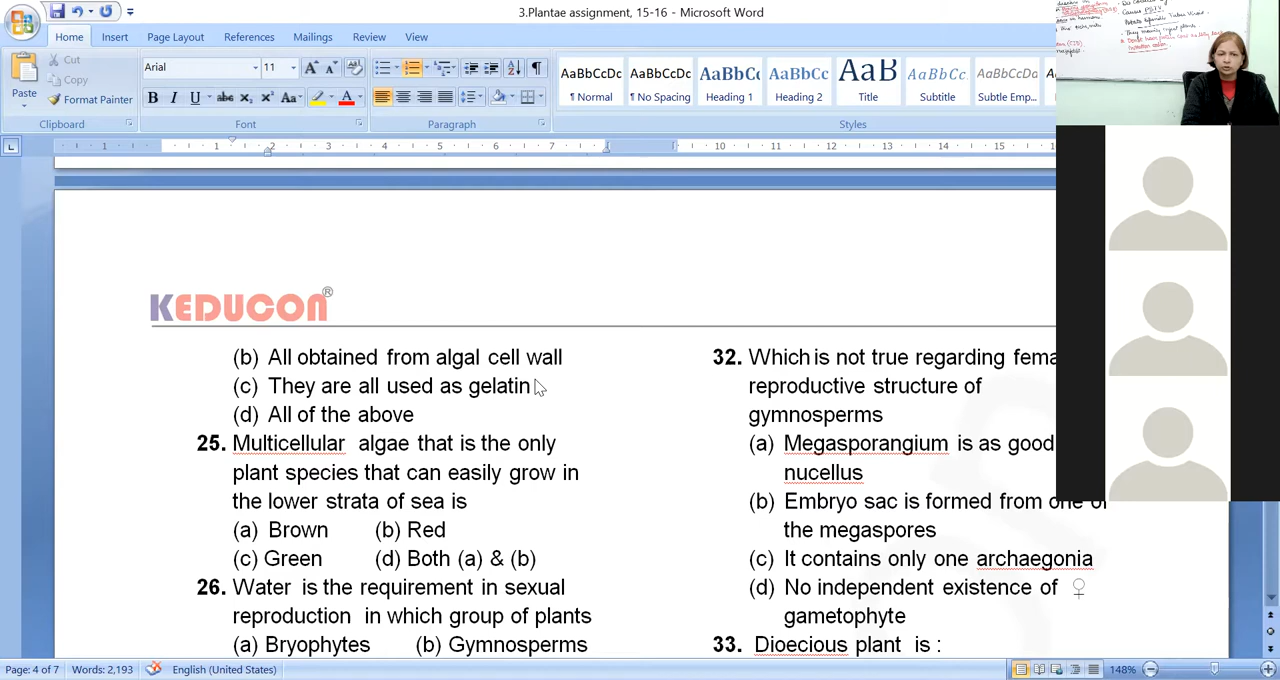 3.Plantae assignment, 15-16 - Microsoft Word
Home Insert Page Layout References Mailings Review View
Cut
Copy
Format Painter
Paste
Clipboard
Arial 11
B I U abc X₂ X² Aa A
Font
Paragraph
AaBbCcDc AaBbCcDc AaBbCc AaBbCc AaB AaBbCc. AaBbCcDc
¶ Normal ¶ No Spacing Heading 1 Heading 2 Title Subtitle Subtle Emp...
Styles
KEDUCON®
(b) All obtained from algal cell wall
(c) They are all used as gelatin
(d) All of the above
25. Multicellular algae that is the only
plant species that can easily grow in
the lower strata of sea is
(a) Brown (b) Red
(c) Green (d) Both (a) & (b)
26. Water is the requirement in sexual
reproduction in which group of plants
(a) Bryophytes (b) Gymnosperms
32. Which is not true regarding fema
reproductive structure of
gymnosperms
(a) Megasporangium is as good
nucellus
(b) Embryo sac is formed from one of
the megaspores
(c) It contains only one archaegonia
(d) No independent existence of ♀
gametophyte
33. Dioecious plant is :
Page: 4 of 7 Words: 2,193 English (United States) 148%